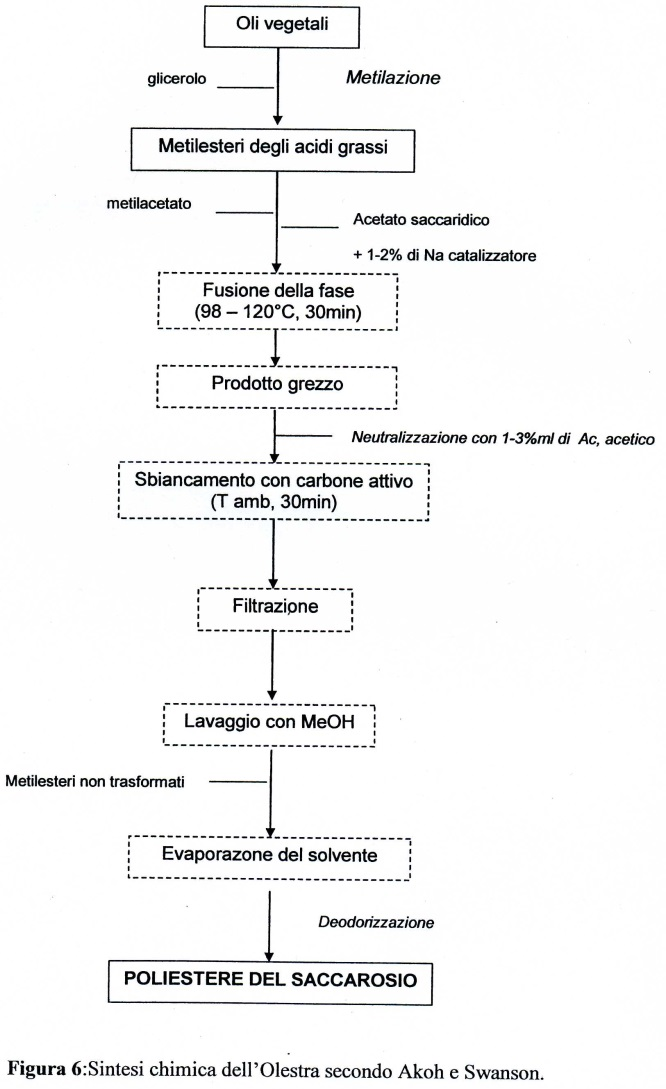 Oli vegetali
glicerolo
Metilazione
Metilesteri degli acidi grassi
metilacetato
Acetato saccaridico
+ 1-2% di Na catalizzatore
Fusione della fase
(98 – 120°C, 30min)
Prodotto grezzo
Neutralizzazione con 1-3%ml di Ac, acetico
Sbiancamento con carbone attivo
(T amb, 30min)
Filtrazione
Lavaggio con MeOH
Metilesteri non trasformati
Evaporazone del solvente
Deodorizzazione
POLIESTERE DEL SACCAROSIO
Figura 6:Sintesi chimica dell'Olestra secondo Akoh e Swanson.